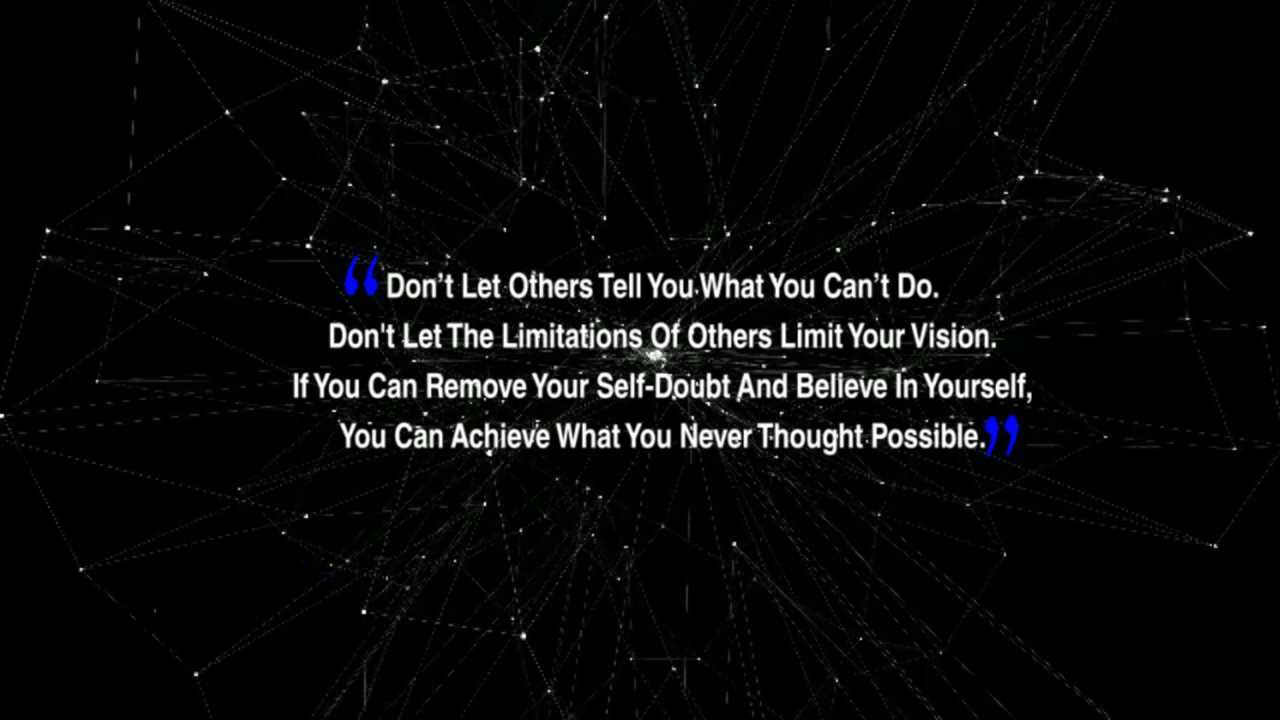 “ Don’t Let Others Tell You What You Can’t Do.
Don't Let The Limitations Of Others Limit Your Vision.
If You Can Remove Your Self-Doubt And Believe In Yourself,
You Can Achieve What You Never Thought Possible.”